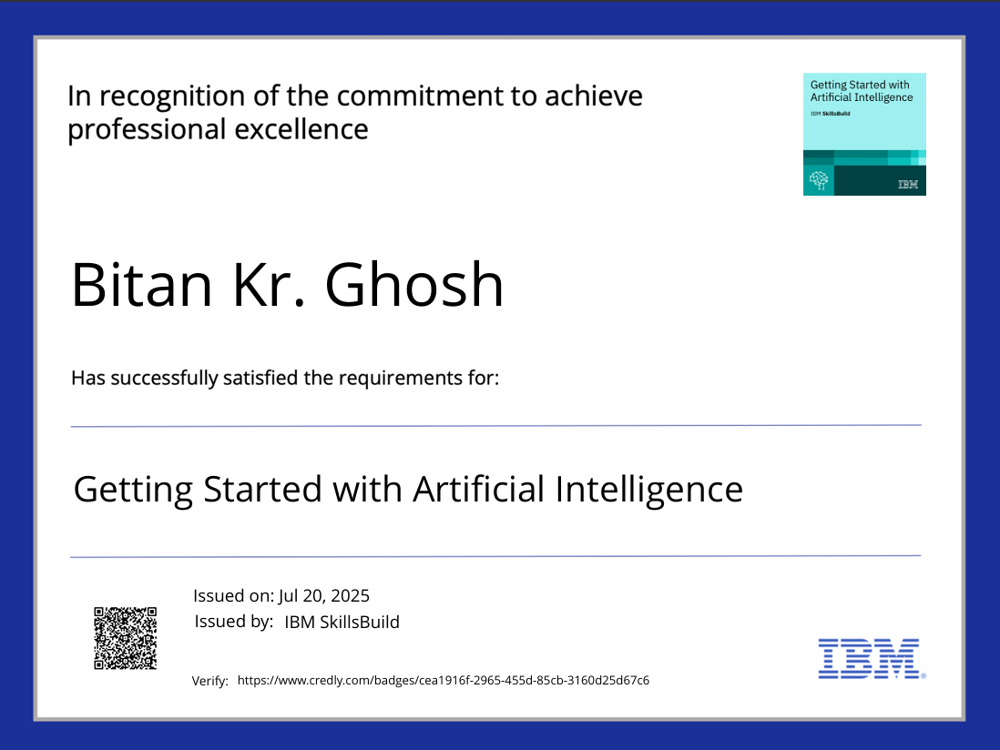 In recognition of the commitment to achieve
professional excellence
Getting Started with
Artificial Intelligence
IBM SkillsBuild
IBM
Bitan Kr. Ghosh
Has successfully satisfied the requirements for:
Getting Started with Artificial Intelligence
Issued on: Jul 20, 2025
Issued by: IBM SkillsBuild
Verify: https://www.credly.com/badges/cea1916f-2965-455d-85cb-3160d25d67c6
IBM®